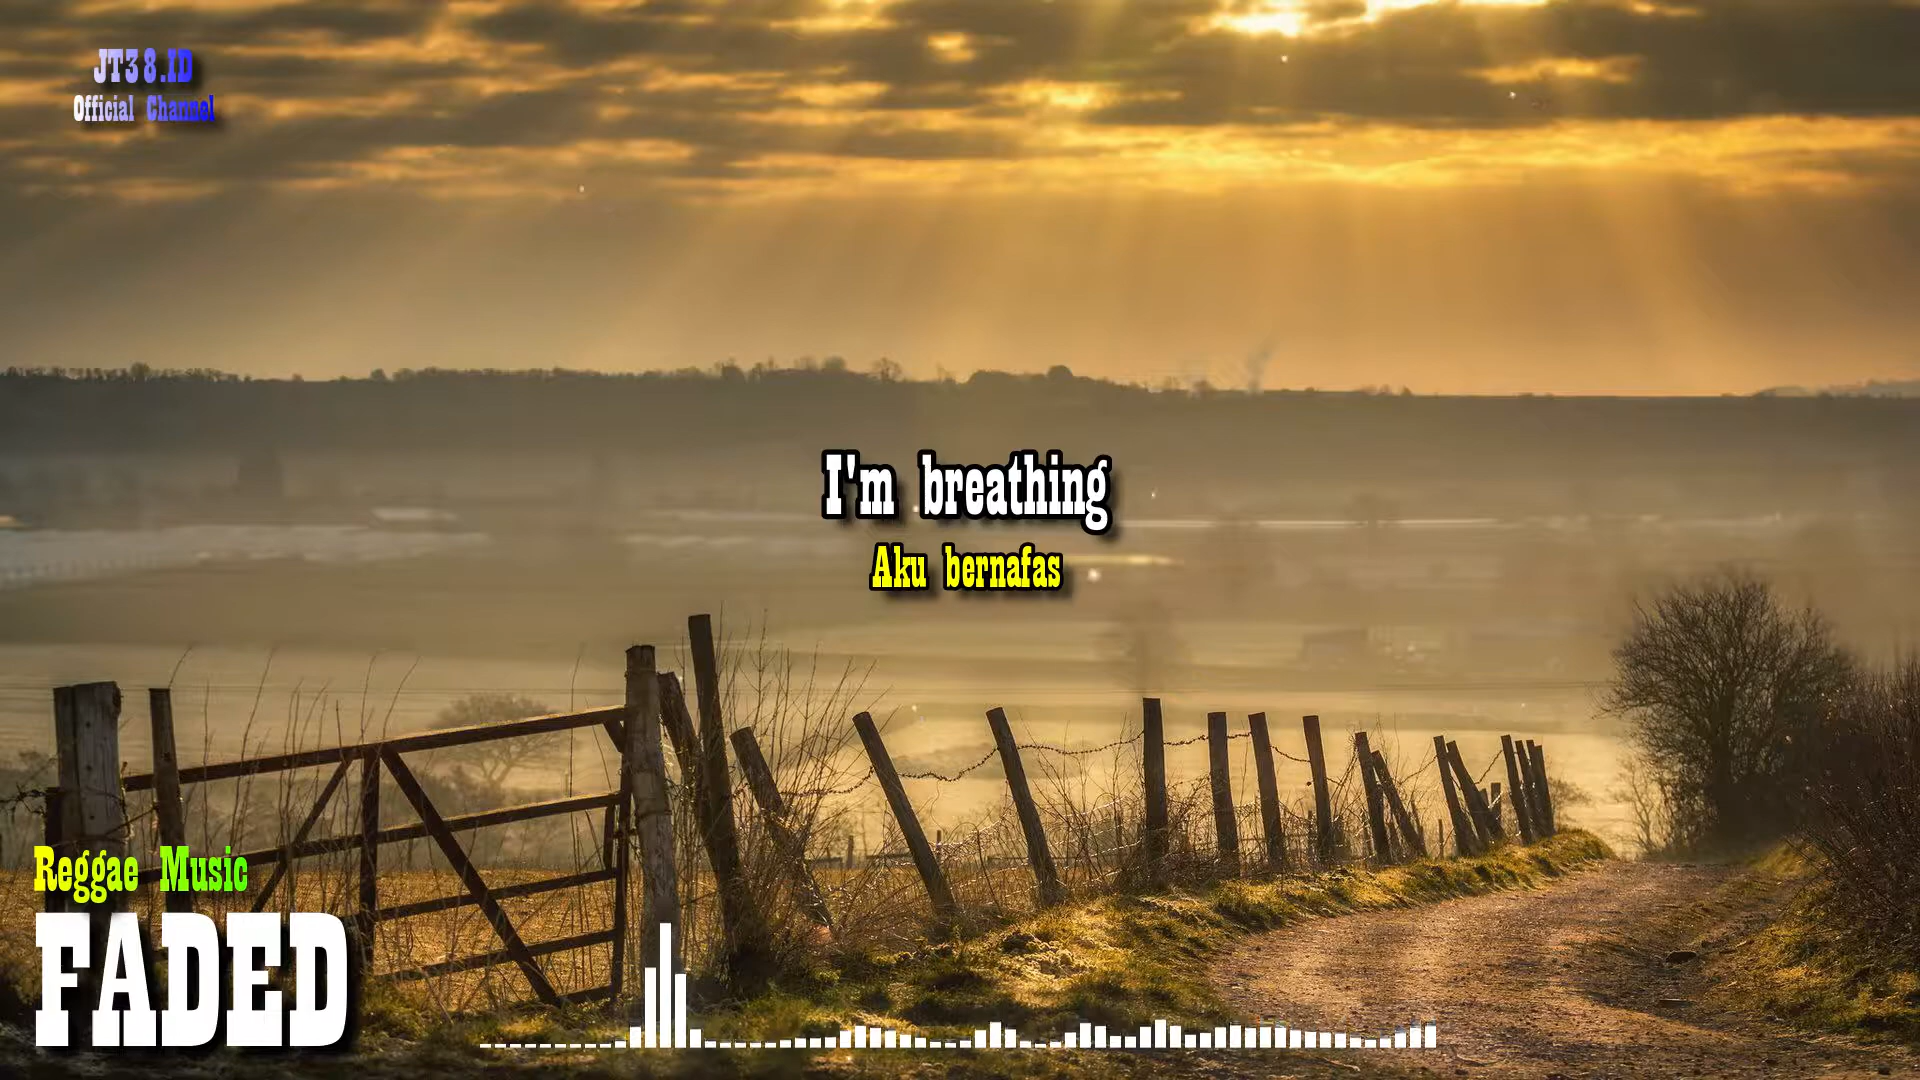 JT38.ID
Official Channel
I'm breathing
Aku bernafas
Reggae Music
FADED